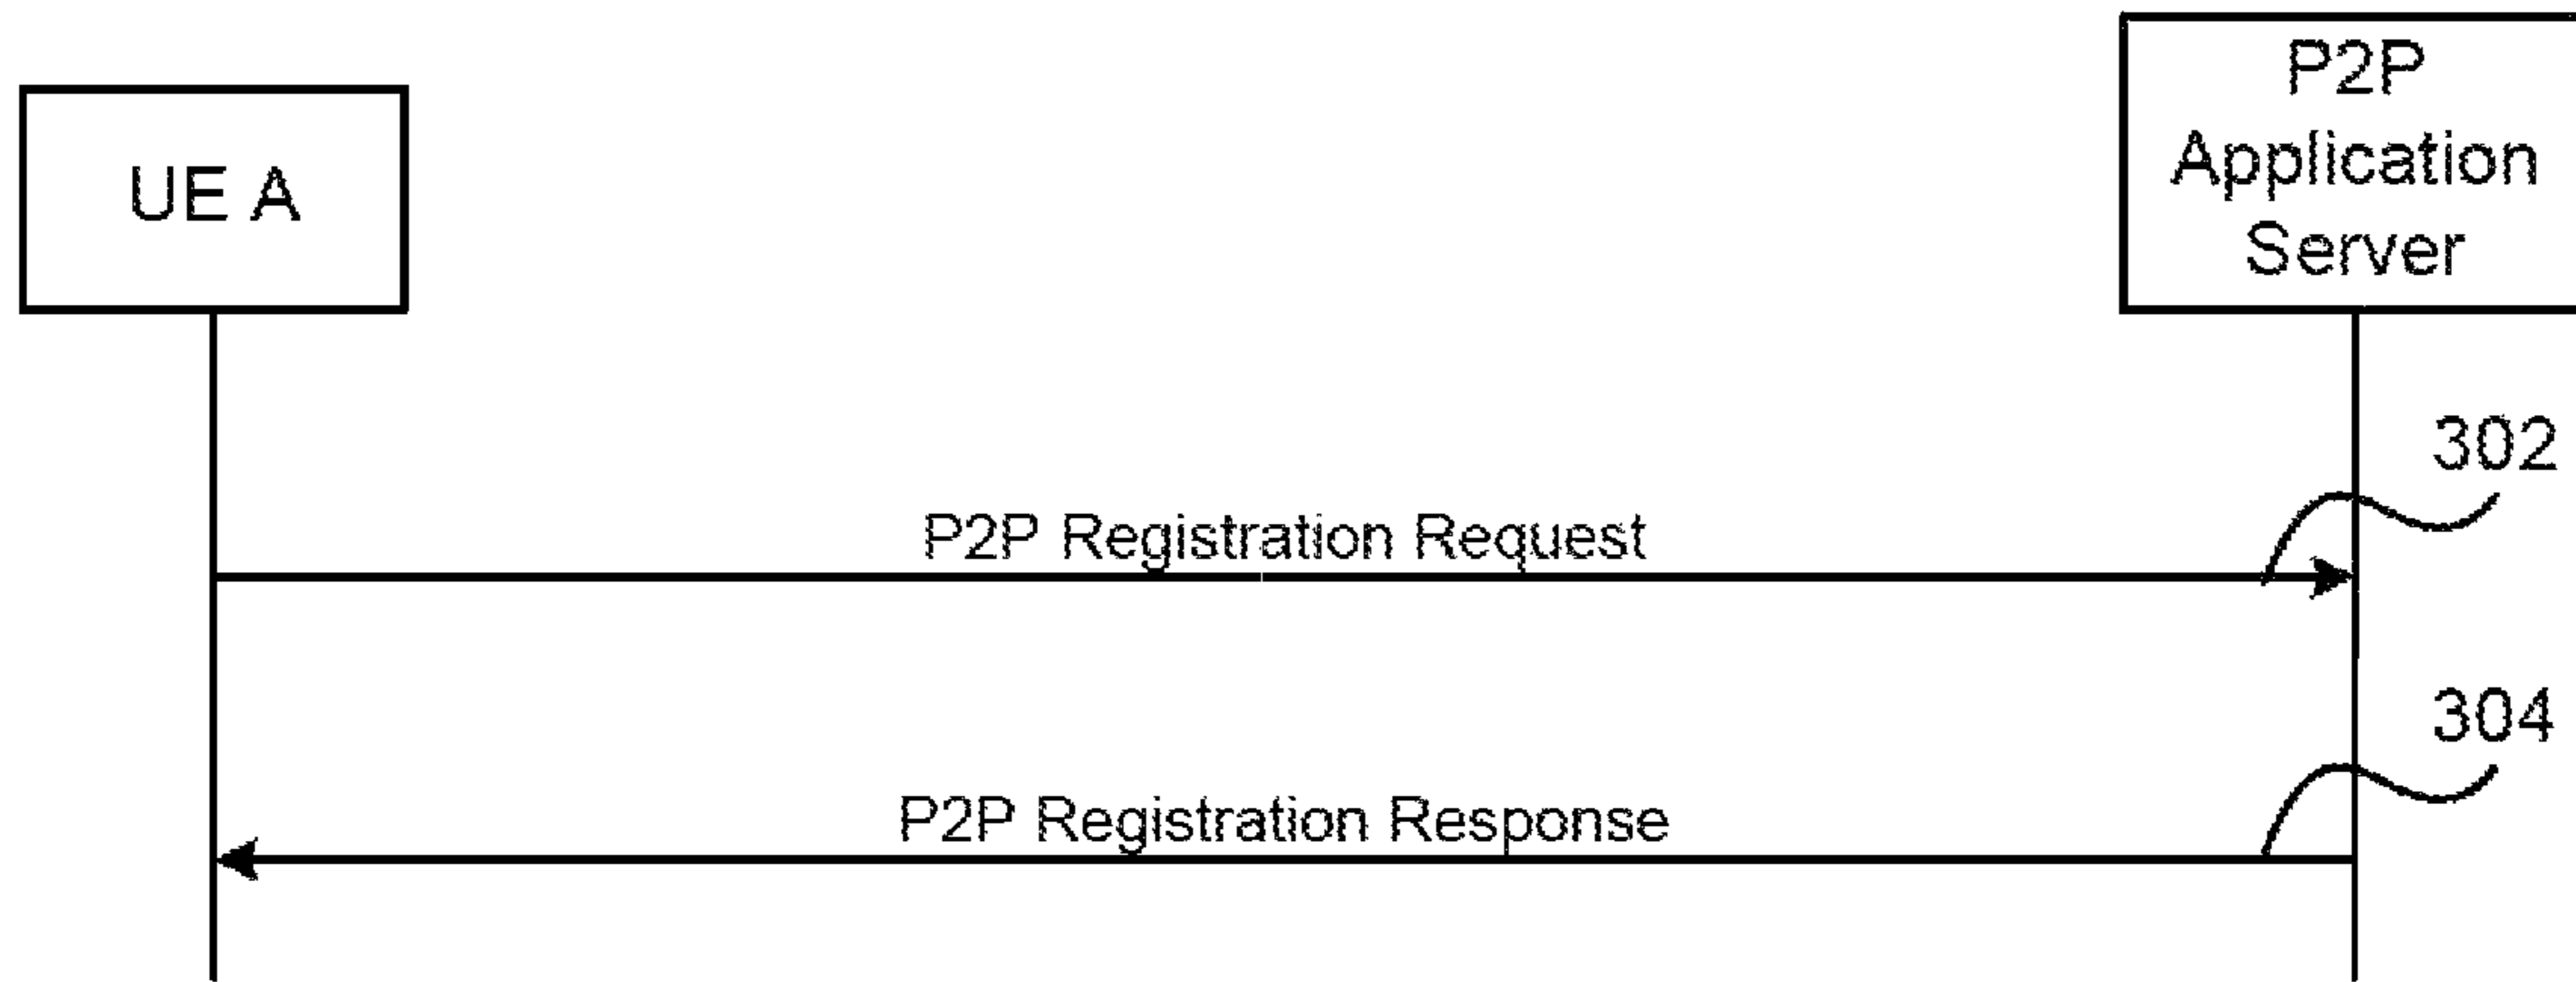 UE A
P2P
Application
Server
302
P2P Registration Request
304
P2P Registration Response